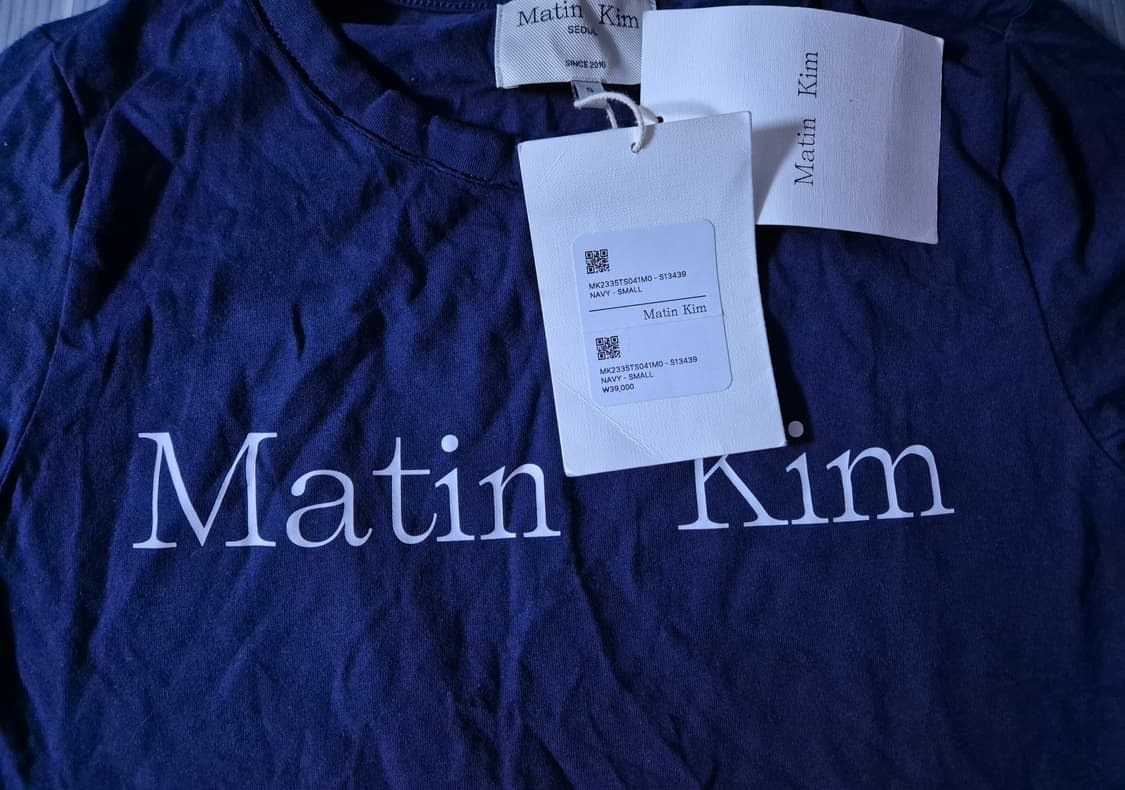 Matin Kim
SEOUL
SINCE 2016
S
Matin Kim
MK2335TS041M0 - S13439
NAVY - SMALL
Matin Kim
MK2335TS041M0 - S13439
NAVY - SMALL
₩39,000
Matin Kim